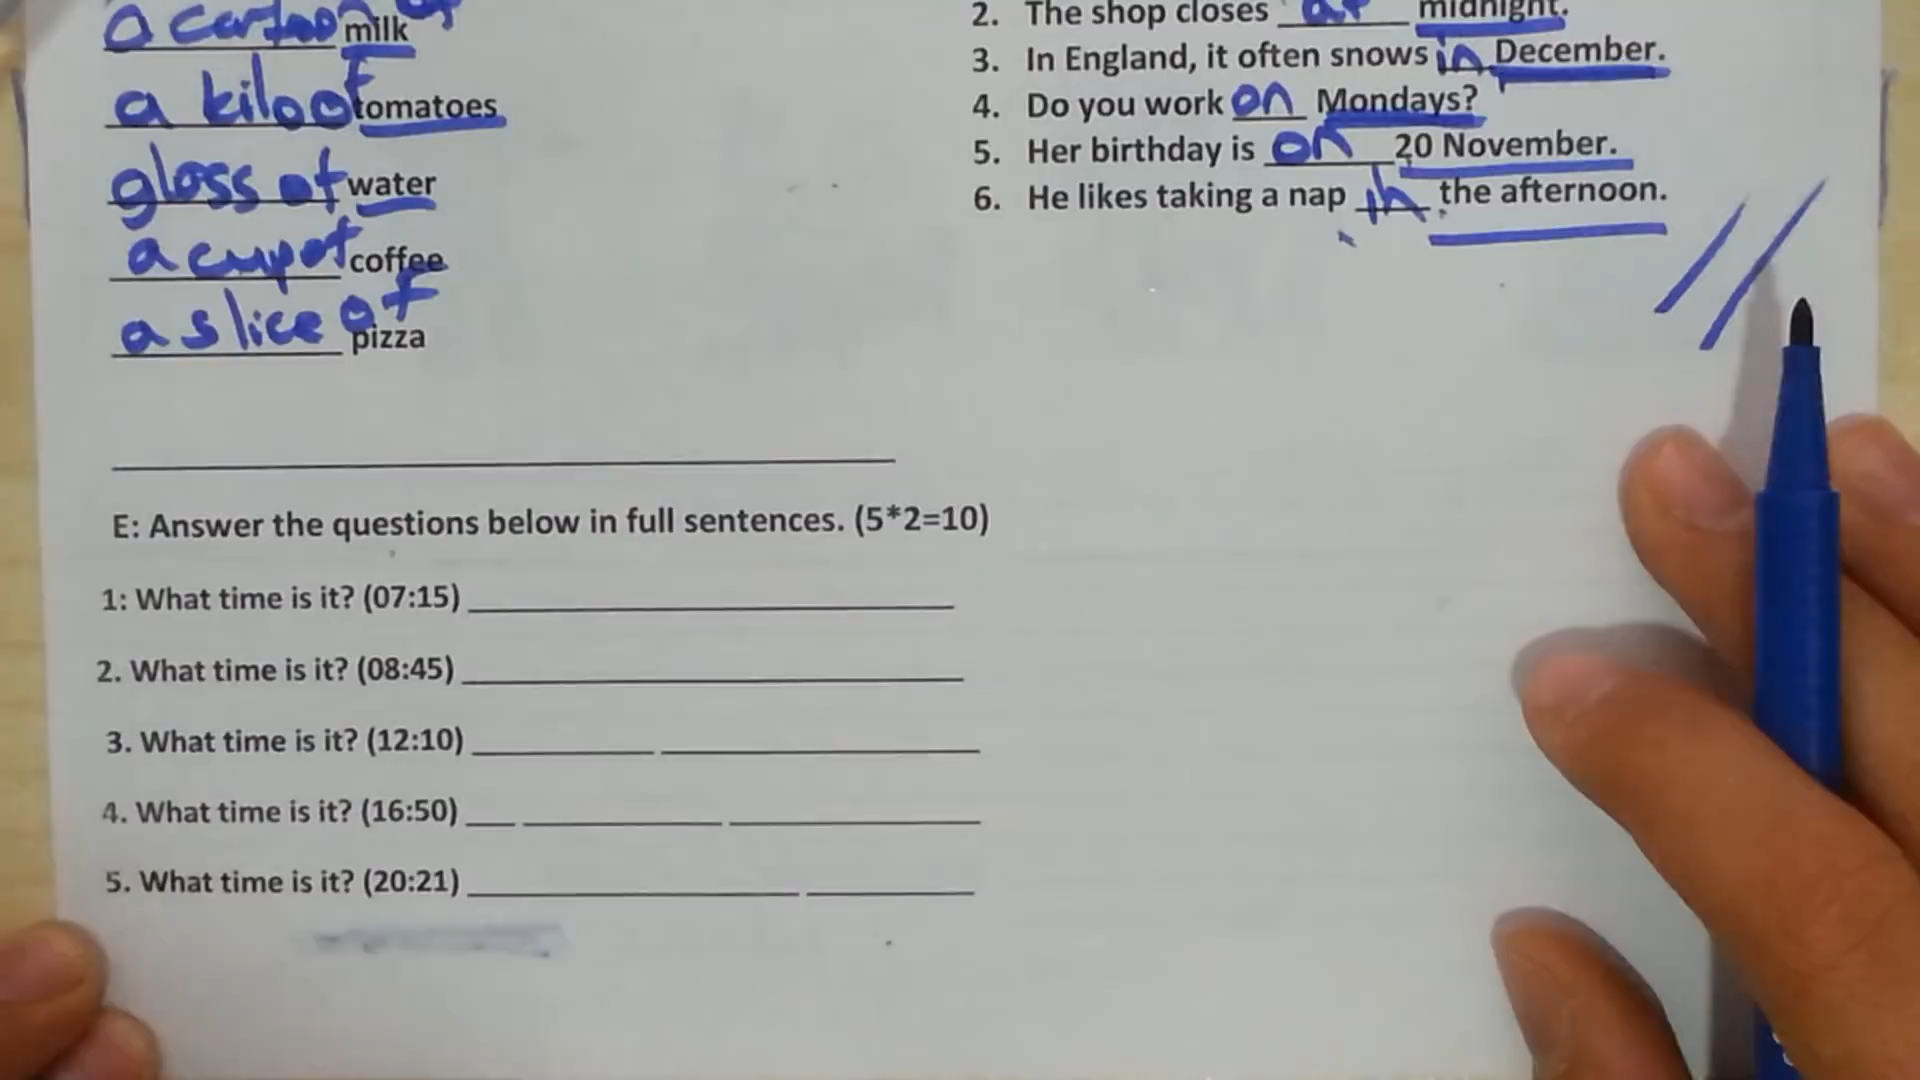 a cartoon of milk
a kilo of tomatoes
glass of water
a cup of coffee
a slice of pizza
2. The shop closes at midnight.
3. In England, it often snows in December.
4. Do you work on Mondays?
5. Her birthday is on 20 November.
6. He likes taking a nap in the afternoon.
E: Answer the questions below in full sentences. (5*2=10)
1: What time is it? (07:15)
2. What time is it? (08:45)
3. What time is it? (12:10)
4. What time is it? (16:50)
5. What time is it? (20:21)